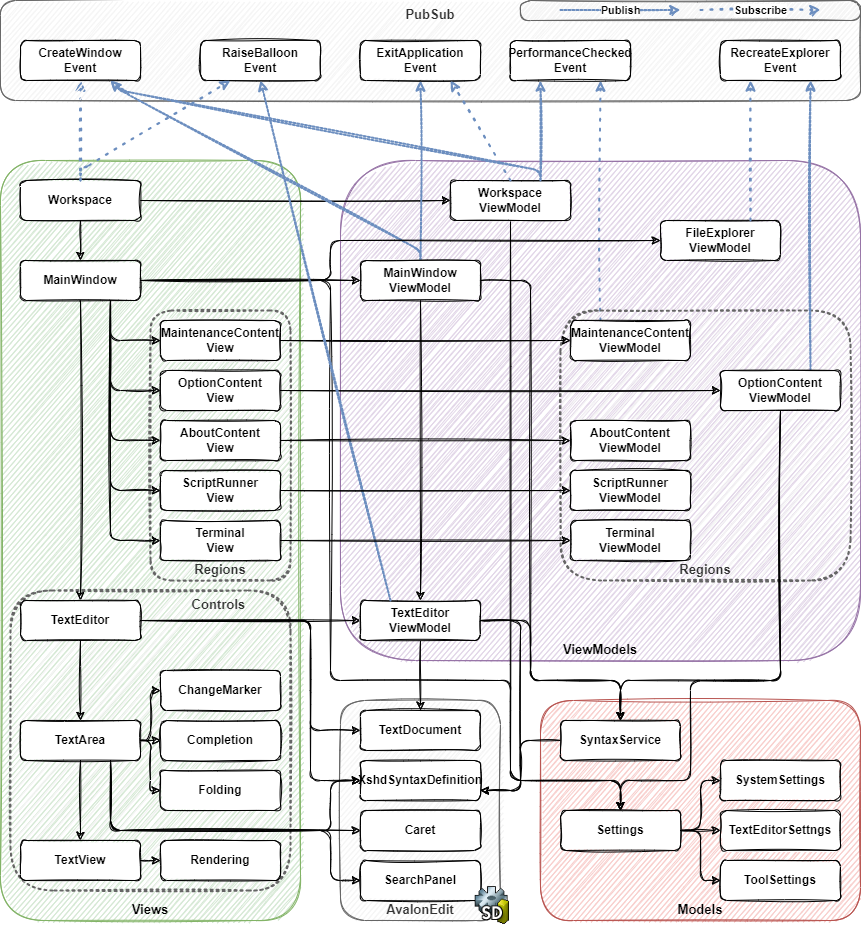 PubSub
Publish
Subscribe
CreateWindow
Event
RaiseBalloon
Event
ExitApplication
Event
PerformanceChecked
Event
RecreateExplorer
Event
Workspace
Workspace
ViewModel
FileExplorer
ViewModel
MainWindow
MainWindow
ViewModel
MaintenanceContent
View
MaintenanceContent
ViewModel
OptionContent
View
OptionContent
ViewModel
AboutContent
View
AboutContent
ViewModel
ScriptRunner
View
ScriptRunner
ViewModel
Terminal
View
Terminal
ViewModel
Regions
Regions
Controls
TextEditor
TextEditor
ViewModel
ViewModels
ChangeMarker
TextArea
Completion
Folding
TextView
Rendering
Views
TextDocument
XshdSyntaxDefinition
Caret
SearchPanel
AvalonEdit
SD
SyntaxService
Settings
SystemSettings
TextEditorSettngs
ToolSettings
Models